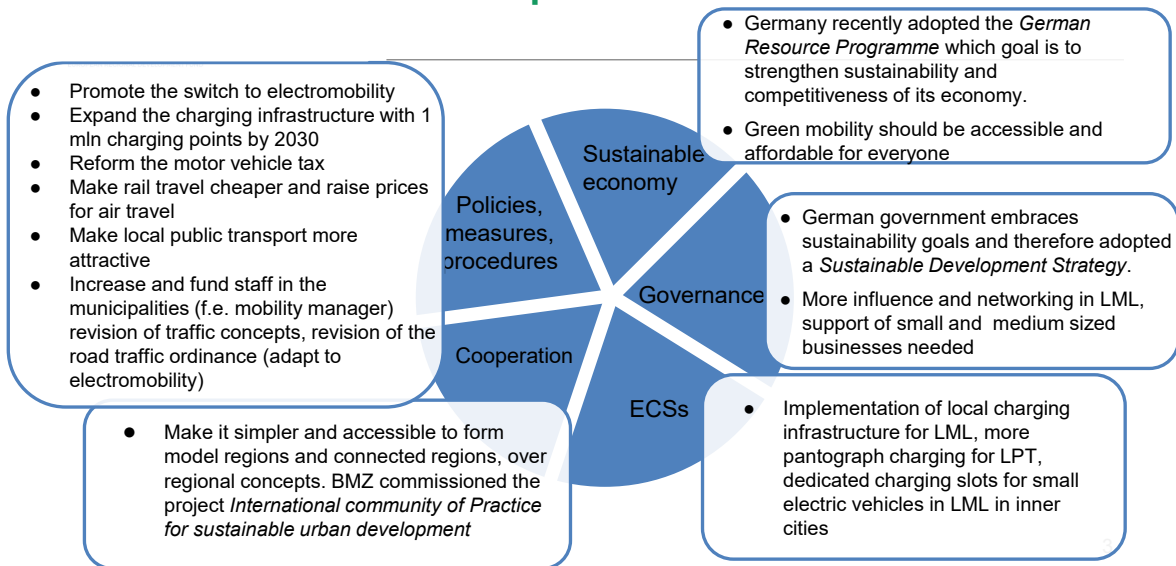 ● Germany recently adopted the German
Resource Programme which goal is to
strengthen sustainability and
competitiveness of its economy.
● Green mobility should be accessible and
affordable for everyone
● Promote the switch to electromobility
● Expand the charging infrastructure with 1
mln charging points by 2030
● Reform the motor vehicle tax
● Make rail travel cheaper and raise prices
for air travel
● Make local public transport more
attractive
● Increase and fund staff in the
municipalities (f.e. mobility manager)
revision of traffic concepts, revision of the
road traffic ordinance (adapt to
electromobility)
Sustainable
economy
Policies,
measures,
procedures
Governance
Cooperation
ECSs
● German government embraces
sustainability goals and therefore adopted
a Sustainable Development Strategy.
● More influence and networking in LML,
support of small and medium sized
businesses needed
● Make it simpler and accessible to form
model regions and connected regions, over
regional concepts. BMZ commissioned the
project International community of Practice
for sustainable urban development
● Implementation of local charging
infrastructure for LML, more
pantograph charging for LPT,
dedicated charging slots for small
electric vehicles in LML in inner
cities
3